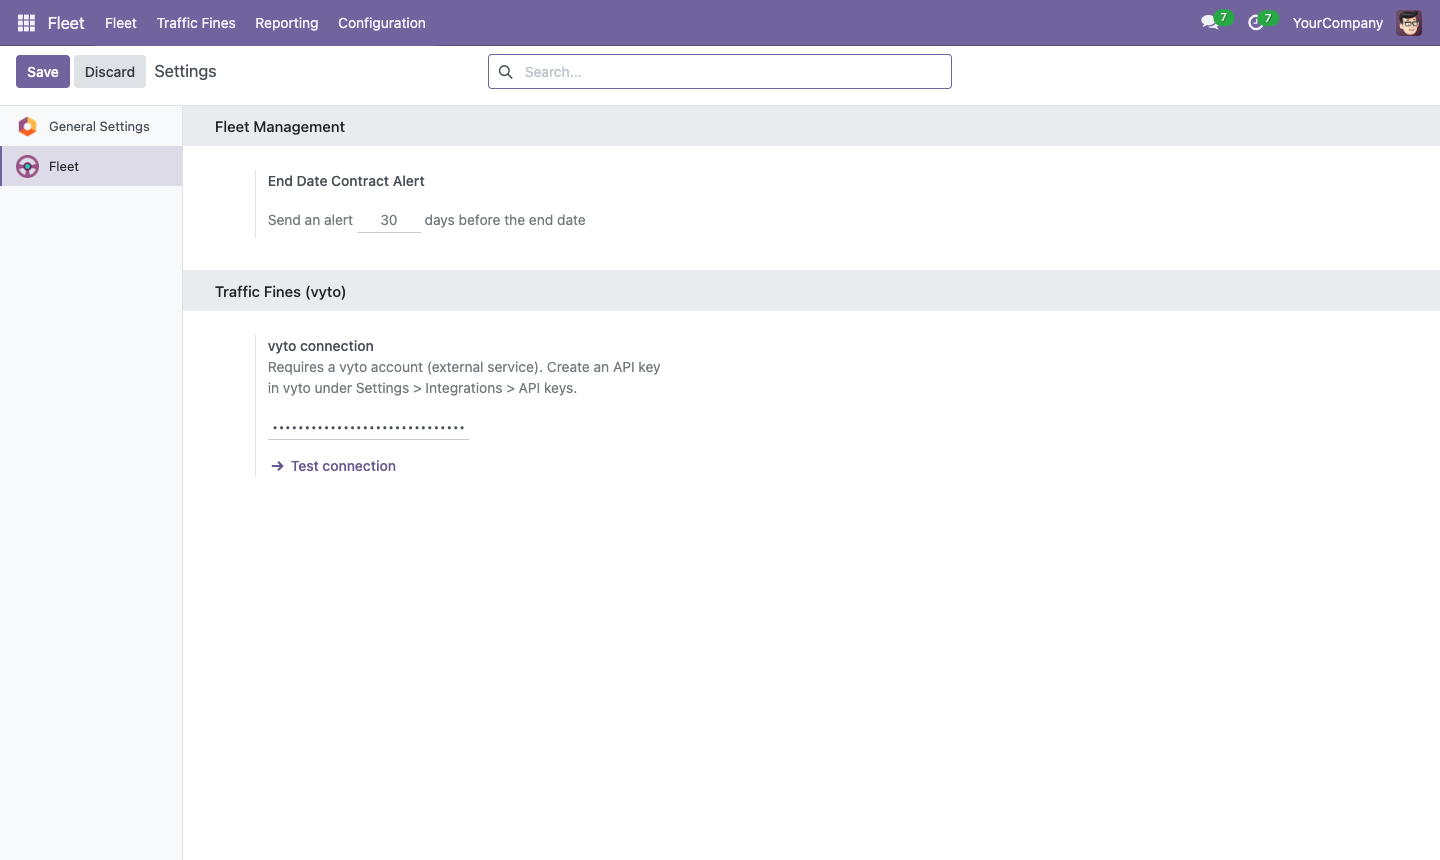 Fleet Fleet Traffic Fines Reporting Configuration 7 7 YourCompany
Save Discard Settings Search...
General Settings
Fleet
Fleet Management
End Date Contract Alert
Send an alert 30 days before the end date
Traffic Fines (vyto)
vyto connection
Requires a vyto account (external service). Create an API key
in vyto under Settings > Integrations > API keys.
••••••••••••••••••••••••••••••
Test connection